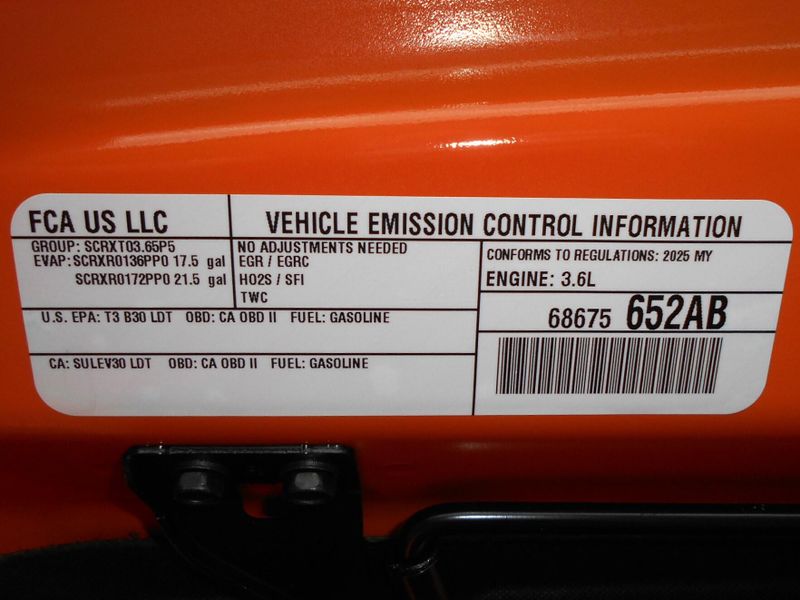 FCA US LLC
VEHICLE EMISSION CONTROL INFORMATION
GROUP: SCRXT03.65P5
EVAP: SCRXR0136PP0 17.5 gal
SCRXR0172PP0 21.5 gal
NO ADJUSTMENTS NEEDED
EGR / EGRC
HO2S / SFI
TWC
CONFORMS TO REGULATIONS: 2025 MY
ENGINE: 3.6L
U.S. EPA: T3 B30 LDT OBD: CA OBD II FUEL: GASOLINE
CA: SULEV30 LDT OBD: CA OBD II FUEL: GASOLINE
68675 652AB